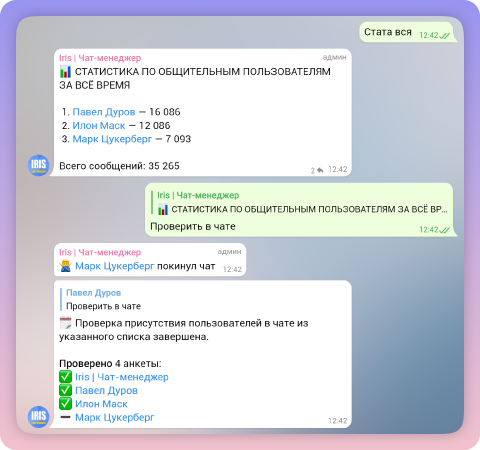 Стата вся
12:42
Iris | Чат-менеджер
админ
СТАТИСТИКА ПО ОБЩИТЕЛЬНЫМ ПОЛЬЗОВАТЕЛЯМ
ЗА ВСЁ ВРЕМЯ
1. Павел Дуров — 16 086
2. Илон Маск — 12 086
3. Марк Цукерберг — 7 093
Всего сообщений: 35 265
2 12:42
IRIS
Iris | Чат-менеджер
СТАТИСТИКА ПО ОБЩИТЕЛЬНЫМ ПОЛЬЗОВАТЕЛЯМ ЗА ВСЁ ВР...
Проверить в чате
12:42
Iris | Чат-менеджер
админ
Марк Цукерберг покинул чат
12:42
Павел Дуров
Проверить в чате
Проверка присутствия пользователей в чате из
указанного списка завершена.
Проверено 4 анкеты:
Iris | Чат-менеджер
Павел Дуров
Илон Маск
Марк Цукерберг
12:42
IRIS